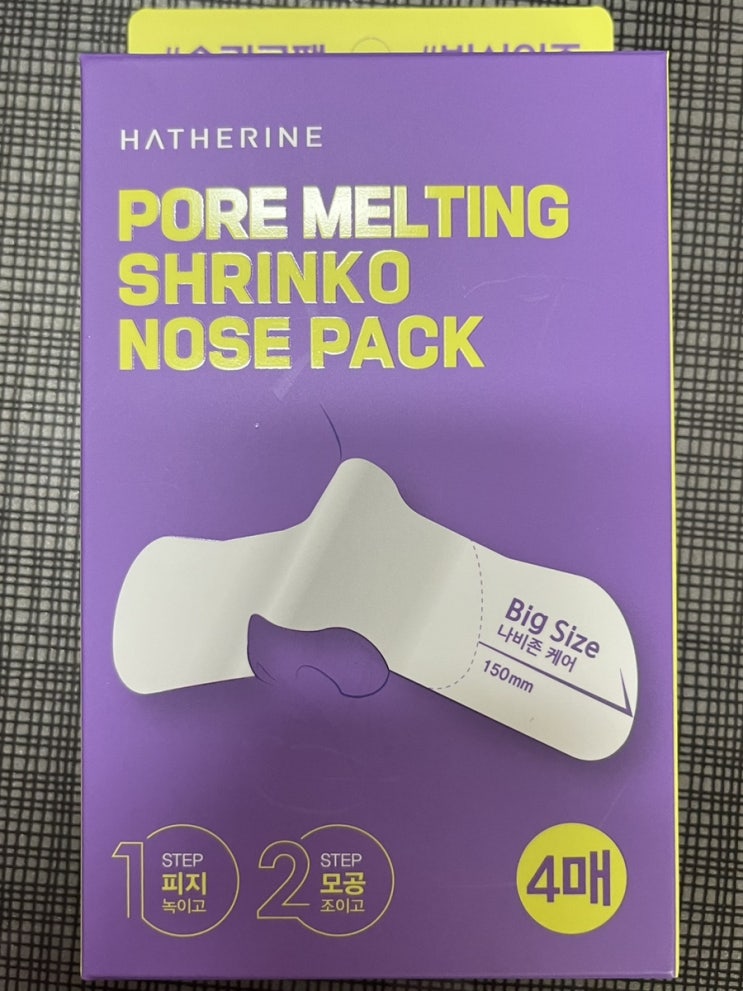 HATHERINE
PORE MELTING
SHRINKO
NOSE PACK
Big Size
나비존 케어
150mm
1 STEP
피지
녹이고
2 STEP
모공
조이고
4매